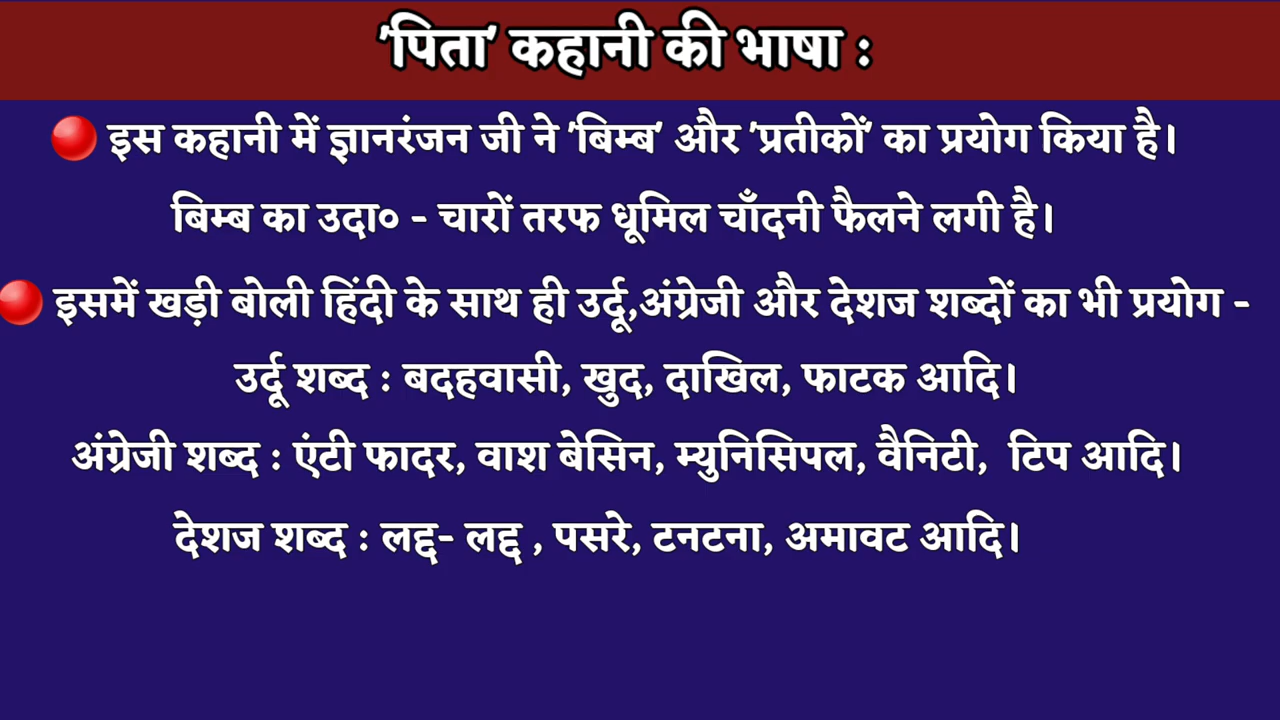 'पिता' कहानी की भाषा :
इस कहानी में ज्ञानरंजन जी ने 'बिम्ब' और 'प्रतीकों' का प्रयोग किया है।
बिम्ब का उदा० - चारों तरफ धूमिल चाँदनी फैलने लगी है।
इसमें खड़ी बोली हिंदी के साथ ही उर्दू,अंग्रेजी और देशज शब्दों का भी प्रयोग -
उर्दू शब्द : बदहवासी, खुद, दाखिल, फाटक आदि।
अंग्रेजी शब्द : एंटी फादर, वाश बेसिन, म्युनिसिपल, वैनिटी, टिप आदि।
देशज शब्द : लद्द- लद्द , पसरे, टनटना, अमावट आदि।